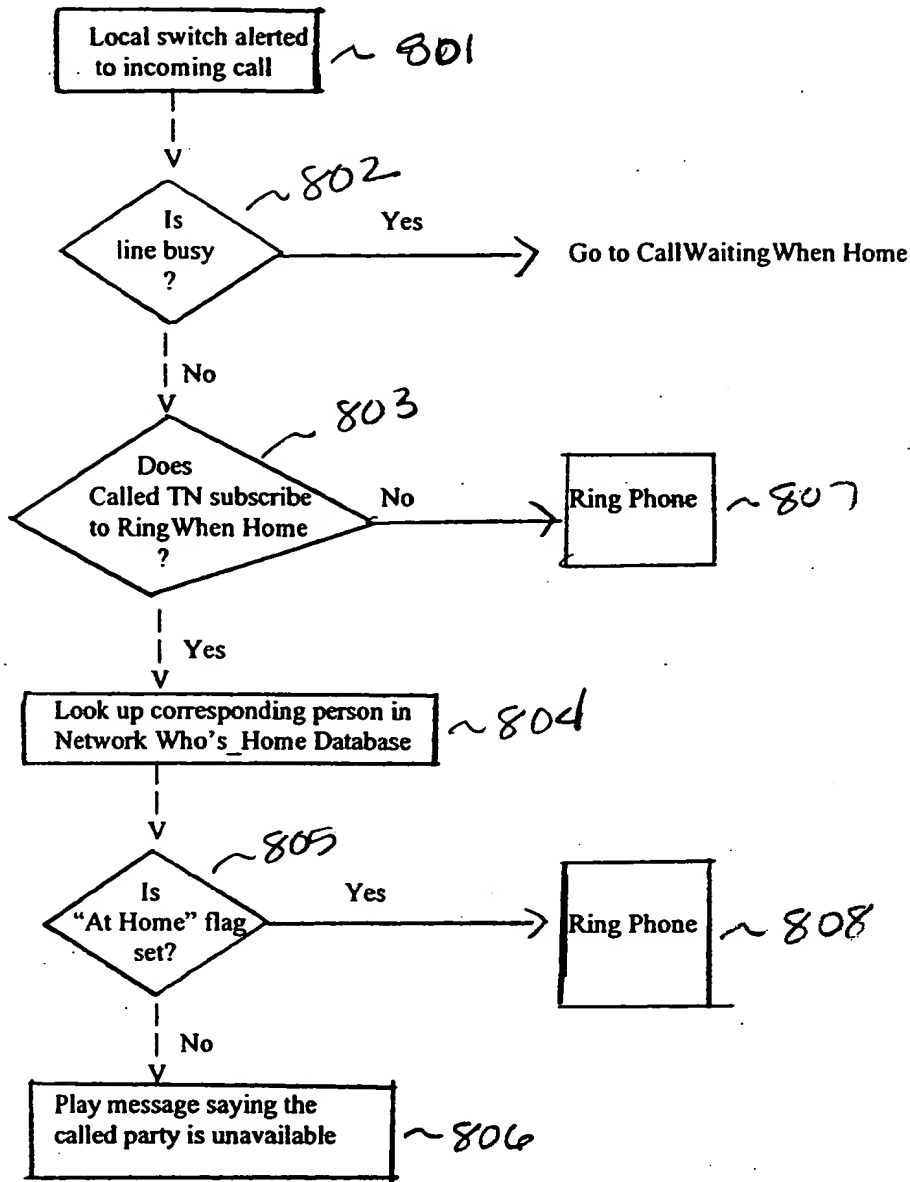 Local switch alerted
to incoming call
~ 801
V
~ 802
Is
line busy
?
Yes
Go to CallWaitingWhen Home
No
V
~ 803
Does
Called TN subscribe
to RingWhen Home
?
No
Ring Phone
~ 807
Yes
V
Look up corresponding person in
Network Who's_Home Database
~ 804
V
~ 805
Is
"At Home" flag
set?
Yes
Ring Phone
~ 808
No
V
Play message saying the
called party is unavailable
~ 806